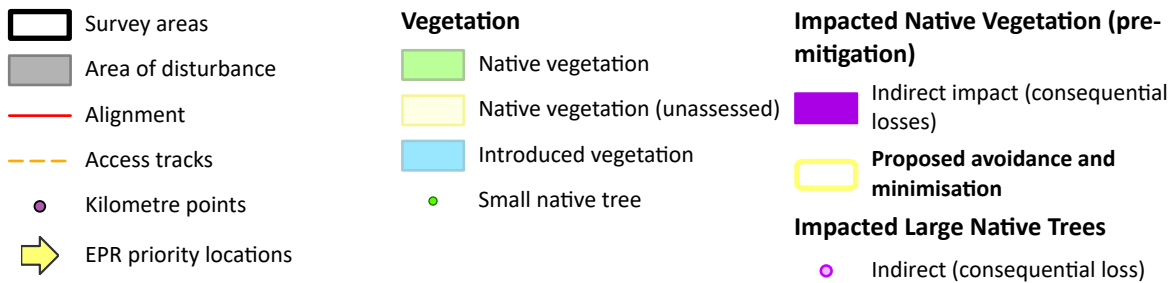 Survey areas
Area of disturbance
Alignment
Access tracks
Kilometre points
EPR priority locations
Vegetation
Native vegetation
Native vegetation (unassessed)
Introduced vegetation
Small native tree
Impacted Native Vegetation (pre-
mitigation)
Indirect impact (consequential
losses)
Proposed avoidance and
minimisation
Impacted Large Native Trees
Indirect (consequential loss)